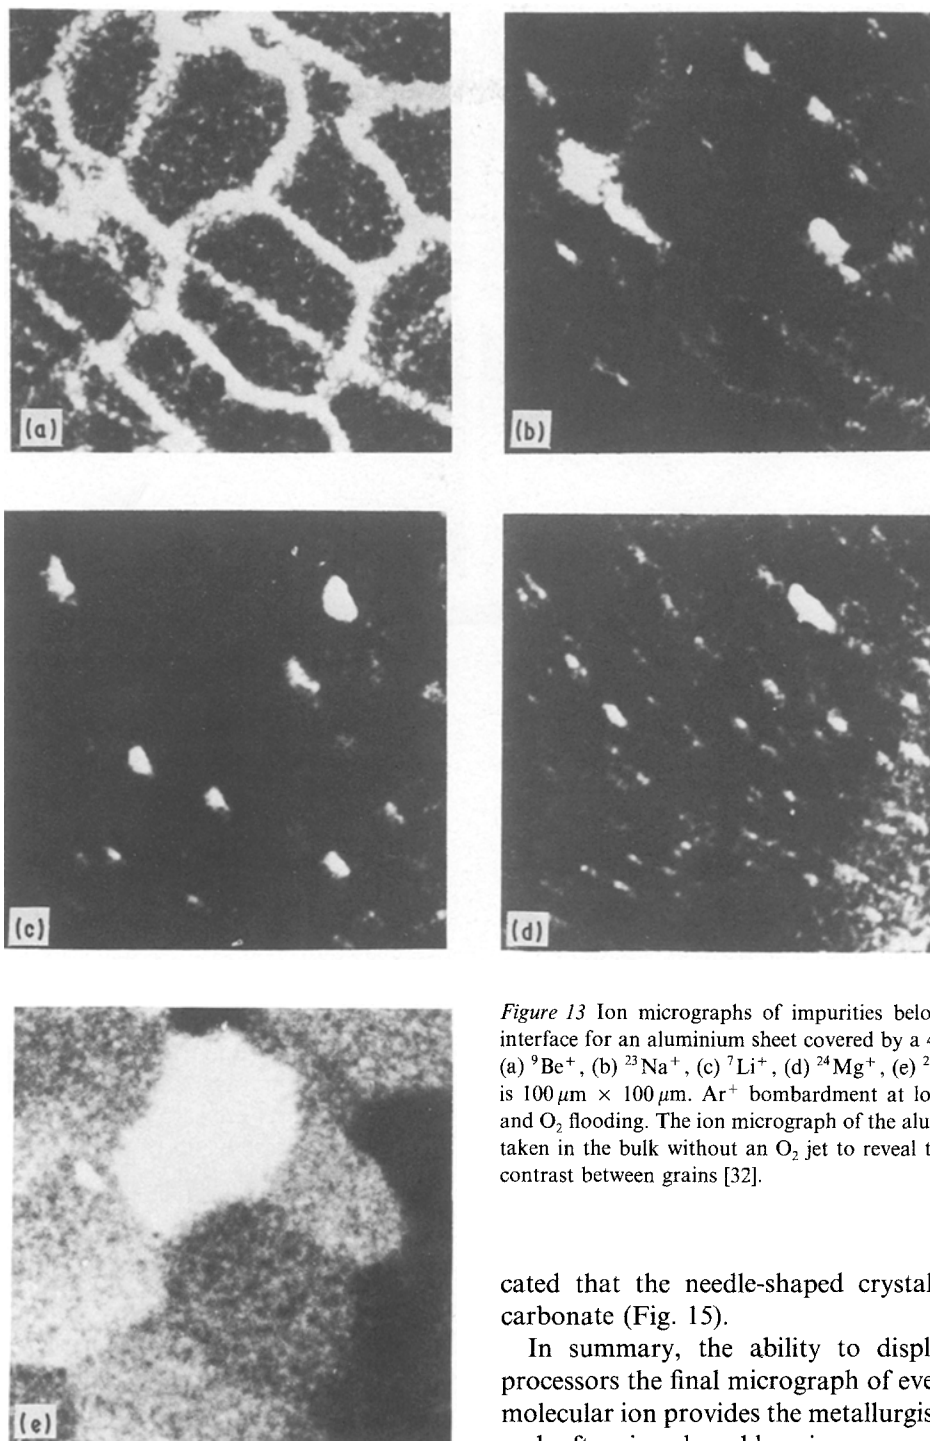 (a)
(b)
(c)
(d)
(e)
Figure 13 Ion micrographs of impurities belo
interface for an aluminium sheet covered by a 4
(a) ⁹Be⁺, (b) ²³Na⁺, (c) ⁷Li⁺, (d) ²⁴Mg⁺, (e) ²
is 100 μm × 100 μm. Ar⁺ bombardment at lo
and O₂ flooding. The ion micrograph of the alu
taken in the bulk without an O₂ jet to reveal t
contrast between grains [32].
cated that the needle-shaped crystal
carbonate (Fig. 15).
In summary, the ability to displ
processors the final micrograph of eve
molecular ion provides the metallurgis